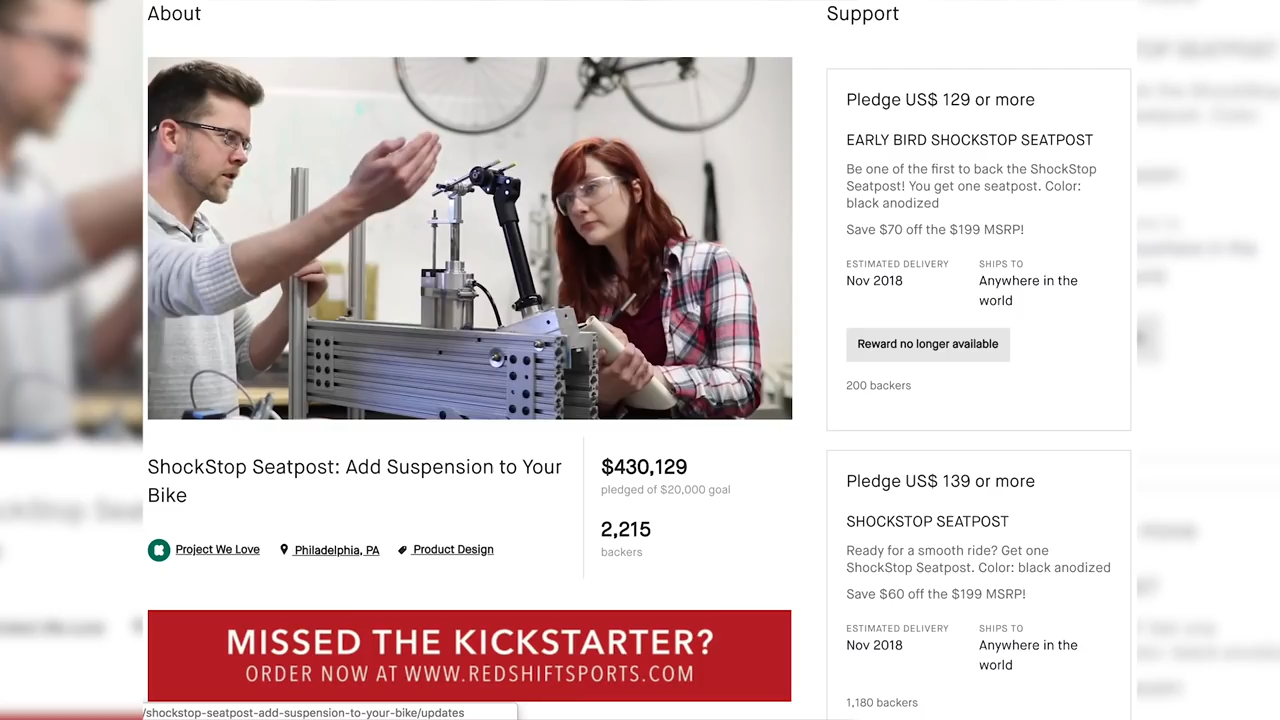 About
ShockStop Seatpost: Add Suspension to Your
Bike
Project We Love
Philadelphia, PA
Product Design
$430,129
pledged of $20,000 goal
2,215
backers
MISSED THE KICKSTARTER?
ORDER NOW AT WWW.REDSHIFTSPORTS.COM
/shockstop-seatpost-add-suspension-to-your-bike/updates
Support
Pledge US$ 129 or more
EARLY BIRD SHOCKSTOP SEATPOST
Be one of the first to back the ShockStop
Seatpost! You get one seatpost. Color:
black anodized
Save $70 off the $199 MSRP!
ESTIMATED DELIVERY
Nov 2018
SHIPS TO
Anywhere in the
world
Reward no longer available
200 backers
Pledge US$ 139 or more
SHOCKSTOP SEATPOST
Ready for a smooth ride? Get one
ShockStop Seatpost. Color: black anodized
Save $60 off the $199 MSRP!
ESTIMATED DELIVERY
Nov 2018
SHIPS TO
Anywhere in the
world
1,180 backers